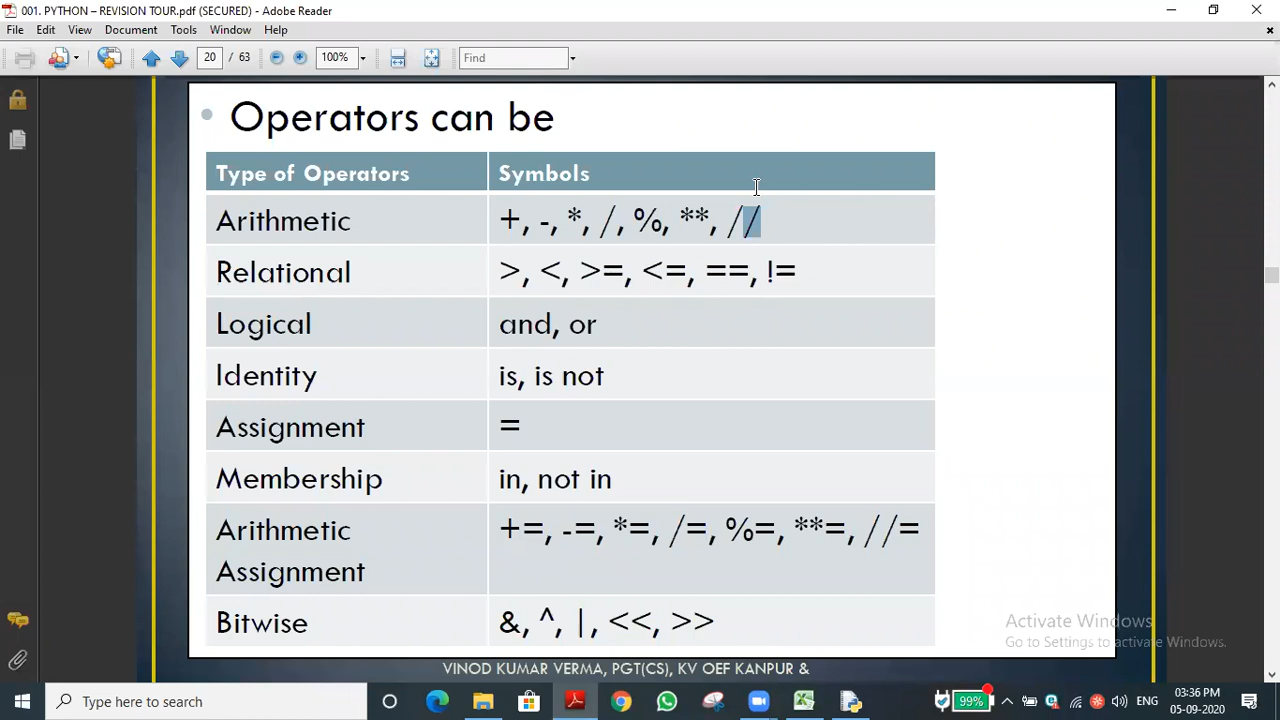 001. PYTHON – REVISION TOUR.pdf (SECURED) - Adobe Reader
File Edit View Document Tools Window Help
20 / 63 100% Find
Operators can be
Type of Operators Symbols
Arithmetic +, -, *, /, %, **, //
Relational >, <, >=, <=, ==, !=
Logical and, or
Identity is, is not
Assignment =
Membership in, not in
Arithmetic +=, -=, *=, /=, %=, **=, //=
Assignment
Bitwise &, ^, |, <<, >>
Activate Windows
Go to Settings to activate Windows.
VINOD KUMAR VERMA, PGT(CS), KV OEF KANPUR &
Type here to search 99% ENG 03:36 PM
05-09-2020